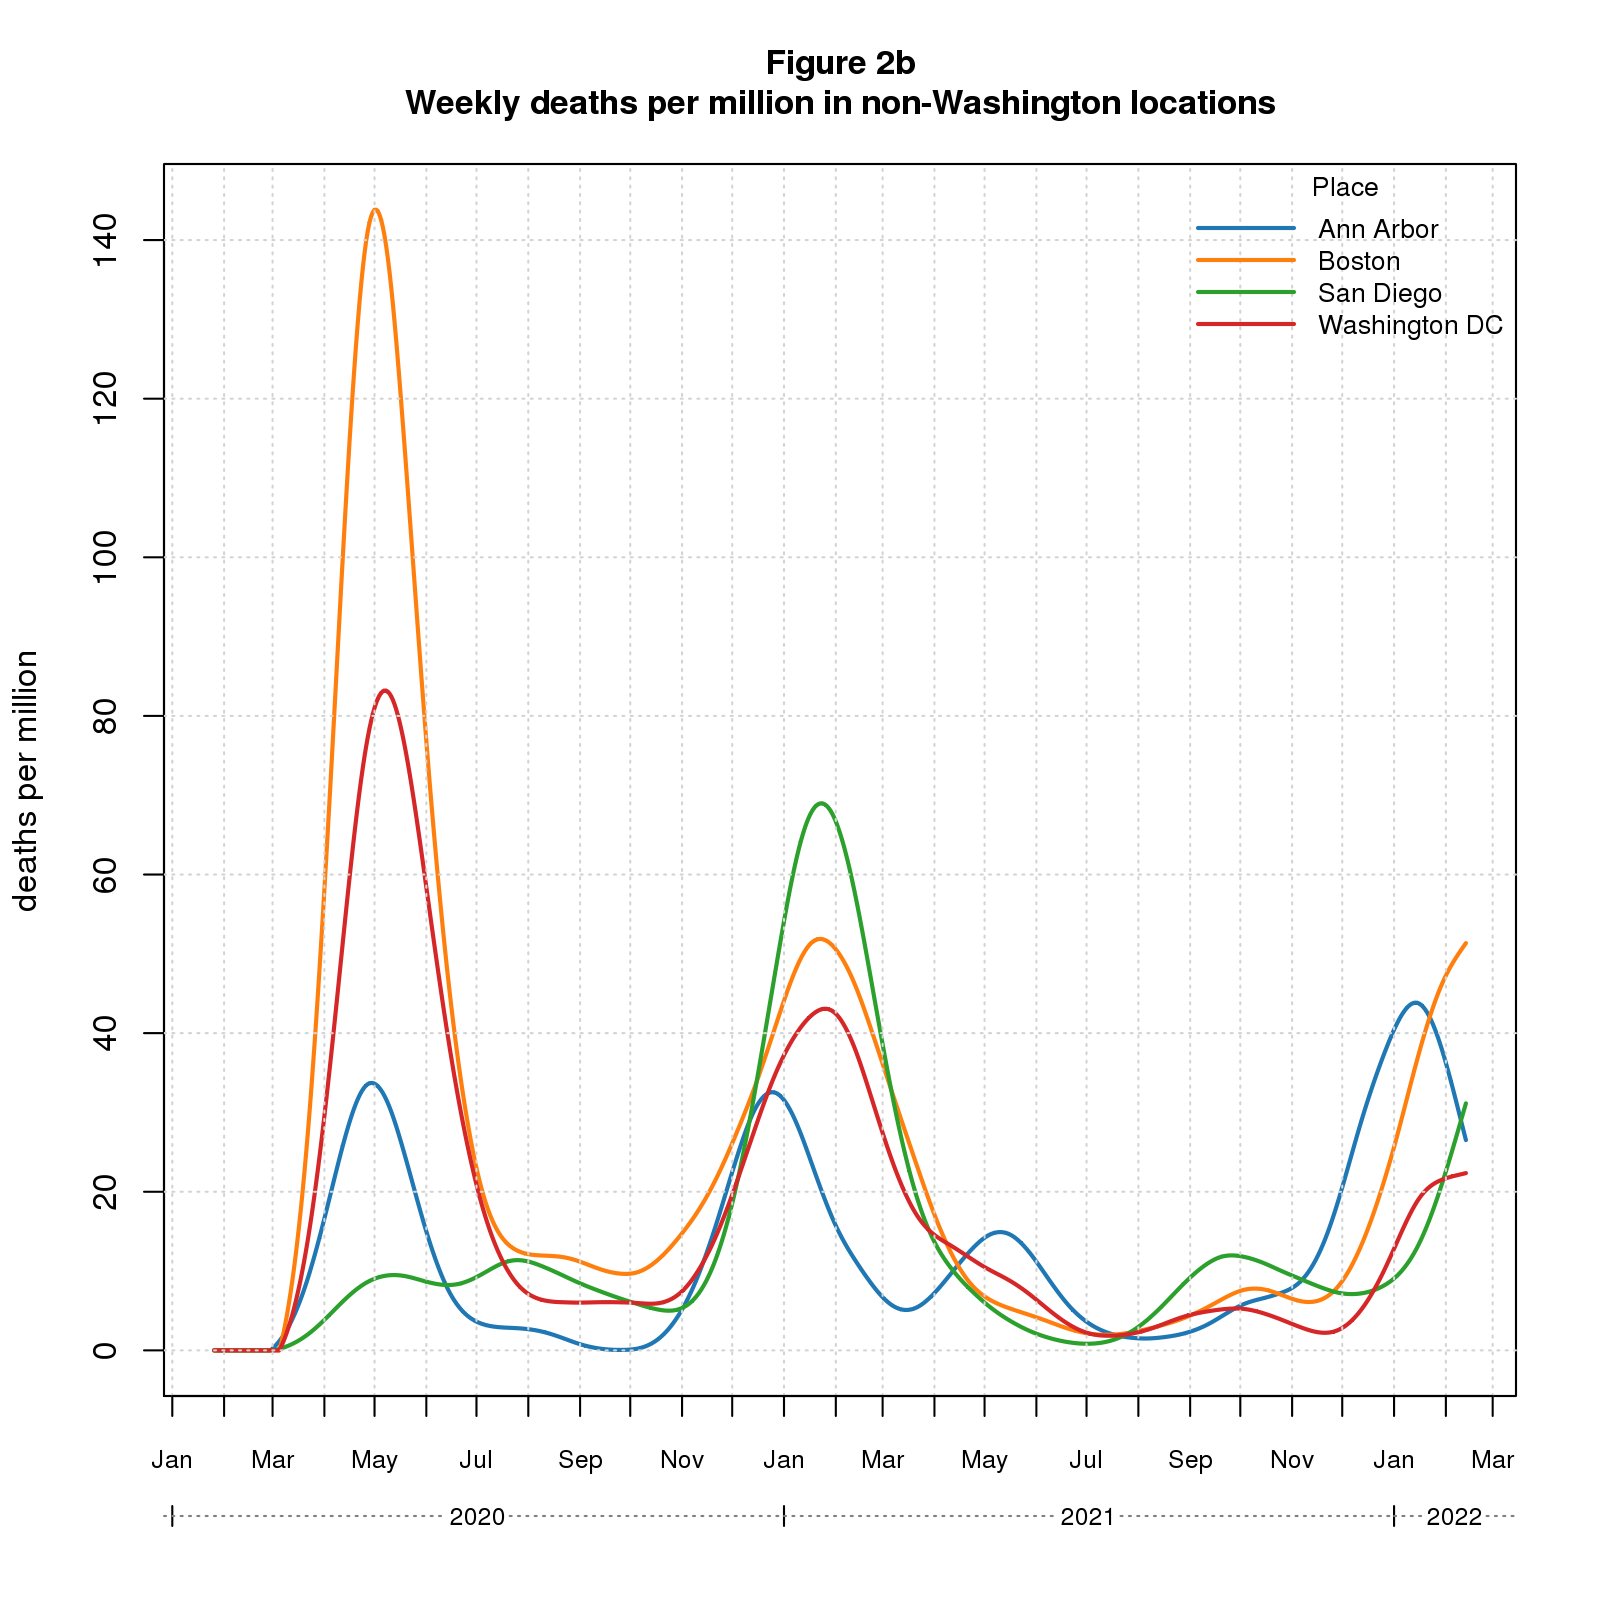 Figure 2b
Weekly deaths per million in non-Washington locations
Place
Ann Arbor
Boston
San Diego
Washington DC
deaths per million
140
120
100
80
60
40
20
0
Jan Mar May Jul Sep Nov Jan Mar May Jul Sep Nov Jan Mar
2020 2021 2022